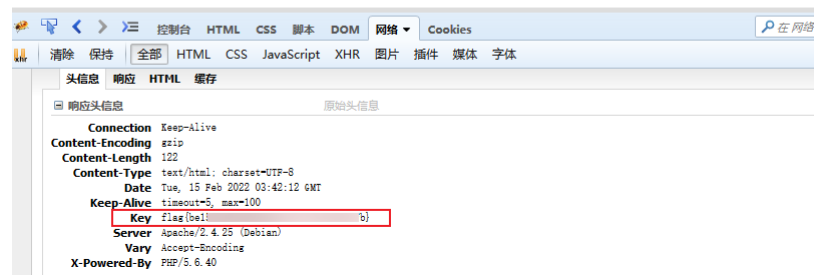 控制台 HTML CSS 脚本 DOM 网络 Cookies 在 网络
xhr 清除 保持 全部 HTML CSS JavaScript XHR 图片 插件 媒体 字体
头信息 响应 HTML 缓存
响应头信息 原始头信息
Connection Keep-Alive
Content-Encoding gzip
Content-Length 122
Content-Type text/html; charset=UTF-8
Date Tue, 15 Feb 2022 03:42:12 GMT
Keep-Alive timeout=5, max=100
Key flag{be1 b}
Server Apache/2.4.25 (Debian)
Vary Accept-Encoding
X-Powered-By PHP/5.6.40